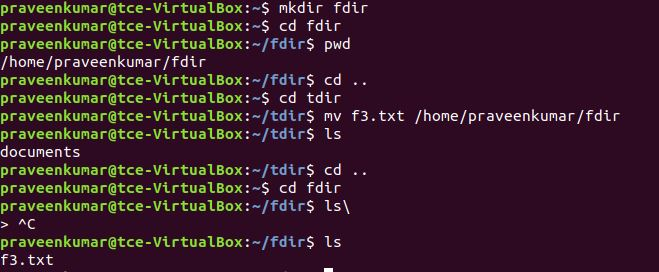 praveenkumar@tce-VirtualBox:~$ mkdir fdir
praveenkumar@tce-VirtualBox:~$ cd fdir
praveenkumar@tce-VirtualBox:~/fdir$ pwd
/home/praveenkumar/fdir
praveenkumar@tce-VirtualBox:~/fdir$ cd ..
praveenkumar@tce-VirtualBox:~$ cd tdir
praveenkumar@tce-VirtualBox:~/tdir$ mv f3.txt /home/praveenkumar/fdir
praveenkumar@tce-VirtualBox:~/tdir$ ls
documents
praveenkumar@tce-VirtualBox:~/tdir$ cd ..
praveenkumar@tce-VirtualBox:~$ cd fdir
praveenkumar@tce-VirtualBox:~/fdir$ ls\
> ^C
praveenkumar@tce-VirtualBox:~/fdir$ ls
f3.txt